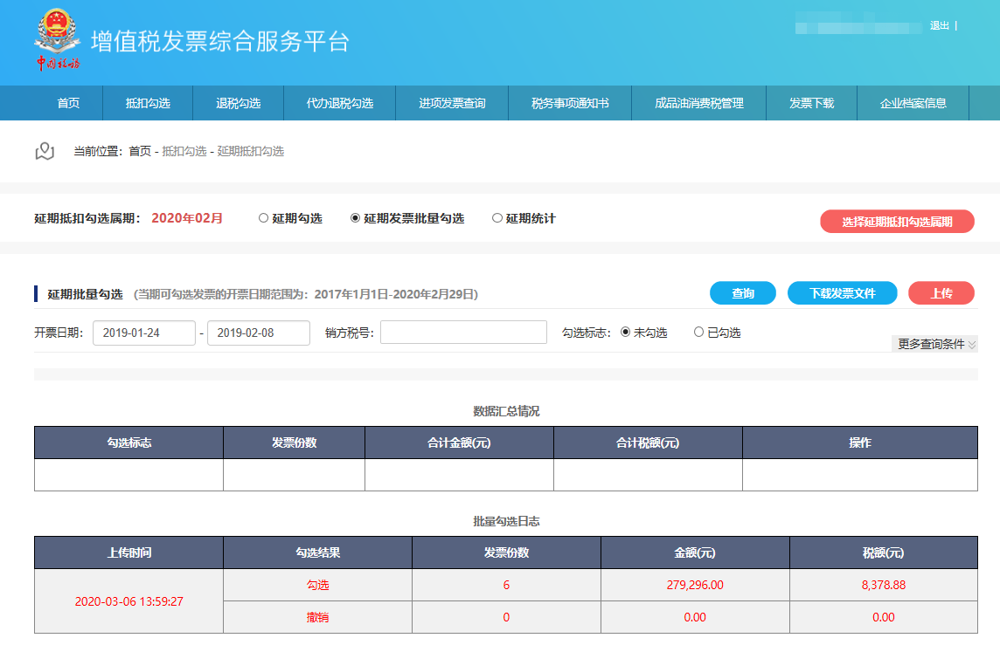 中国税务
增值税发票综合服务平台
退出 |
首页 抵扣勾选 退税勾选 代办退税勾选 进项发票查询 税务事项通知书 成品油消费税管理 发票下载 企业档案信息
当前位置：首页 - 抵扣勾选 - 延期抵扣勾选
延期抵扣勾选属期： 2020年02月 延期勾选 延期发票批量勾选 延期统计 选择延期抵扣勾选属期
延期批量勾选 (当期可勾选发票的开票日期范围为：2017年1月1日-2020年2月29日) 查询 下载发票文件 上传
开票日期： 2019-01-24 - 2019-02-08 销方税号： 勾选标志： 未勾选 已勾选
更多查询条件
数据汇总情况
勾选标志 发票份数 合计金额(元) 合计税额(元) 操作
批量勾选日志
上传时间 勾选结果 发票份数 金额(元) 税额(元)
2020-03-06 13:59:27 勾选 6 279,296.00 8,378.88
撤销 0 0.00 0.00